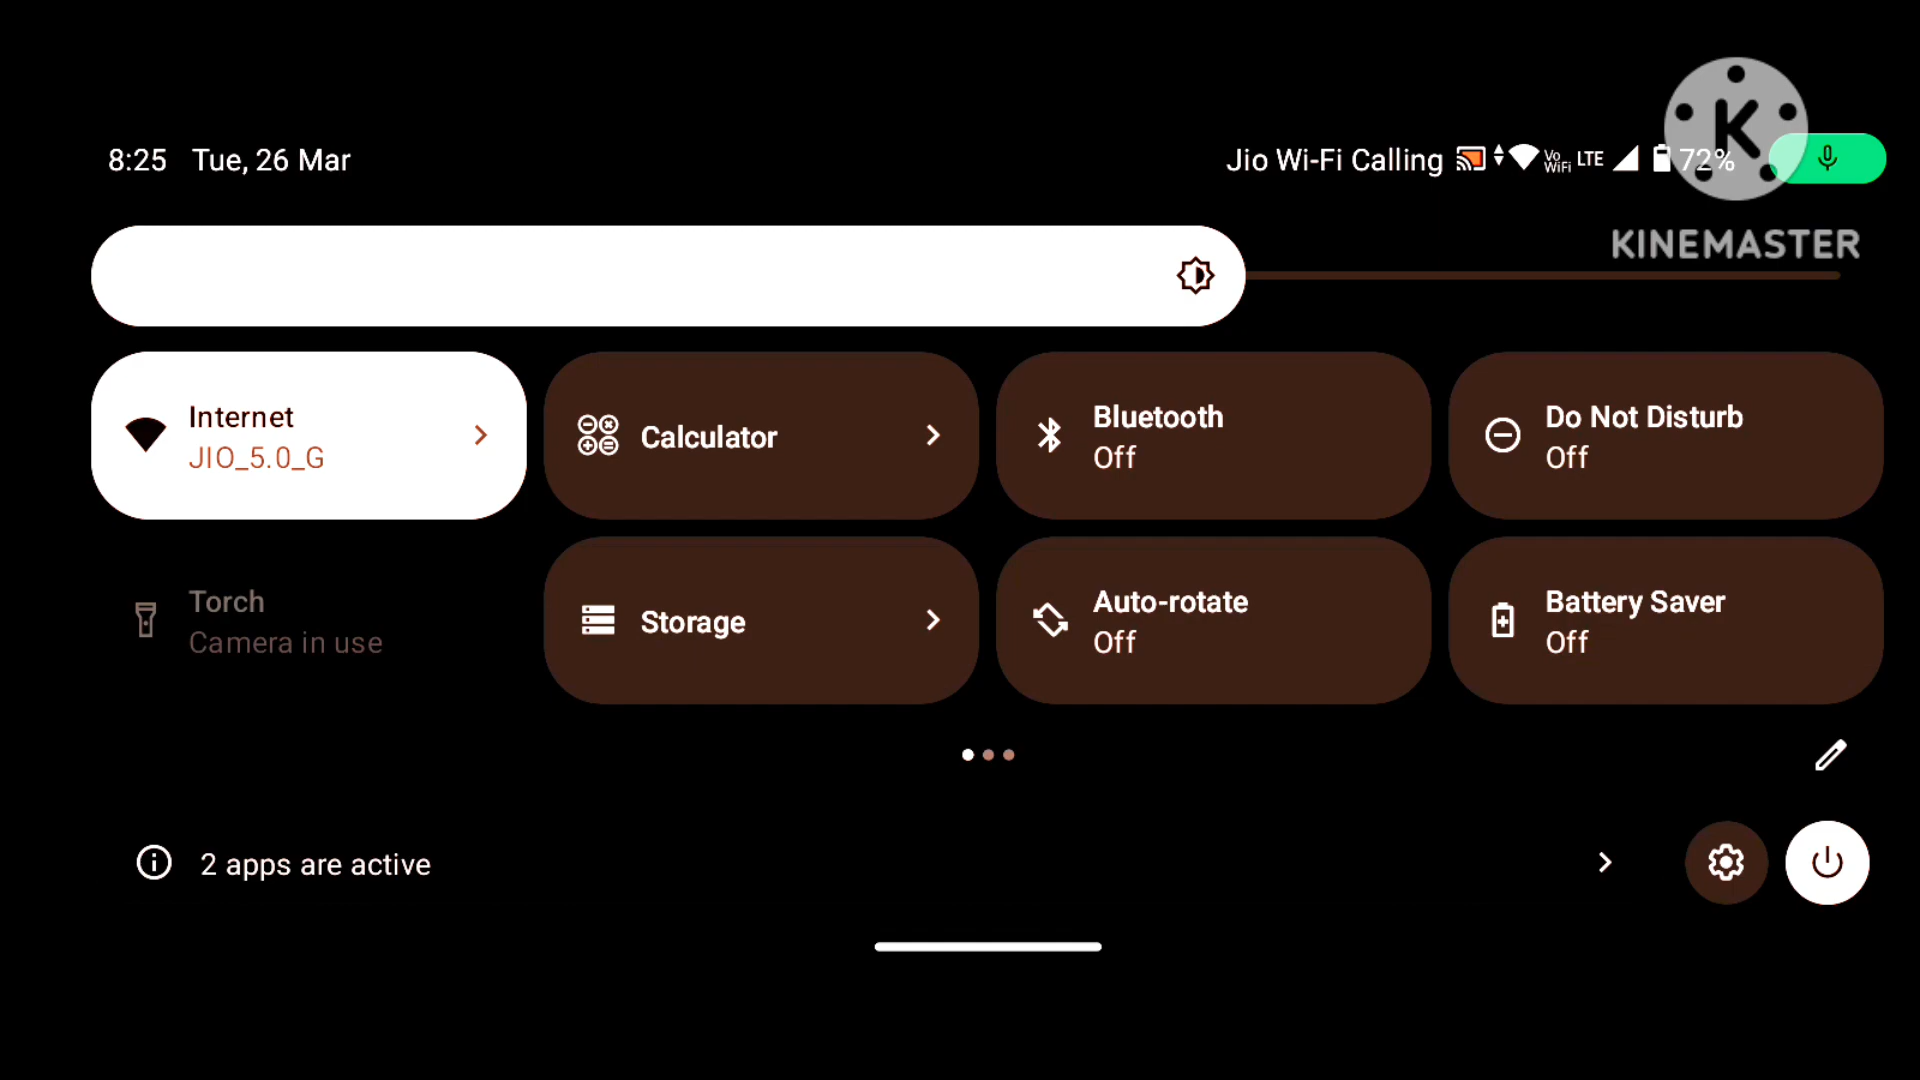 8:25 Tue, 26 Mar
Jio Wi-Fi Calling Vo WiFi LTE 72%
K
KINEMASTER
Internet
JIO_5.0_G
Calculator
Bluetooth
Off
Do Not Disturb
Off
Torch
Camera in use
Storage
Auto-rotate
Off
Battery Saver
Off
2 apps are active